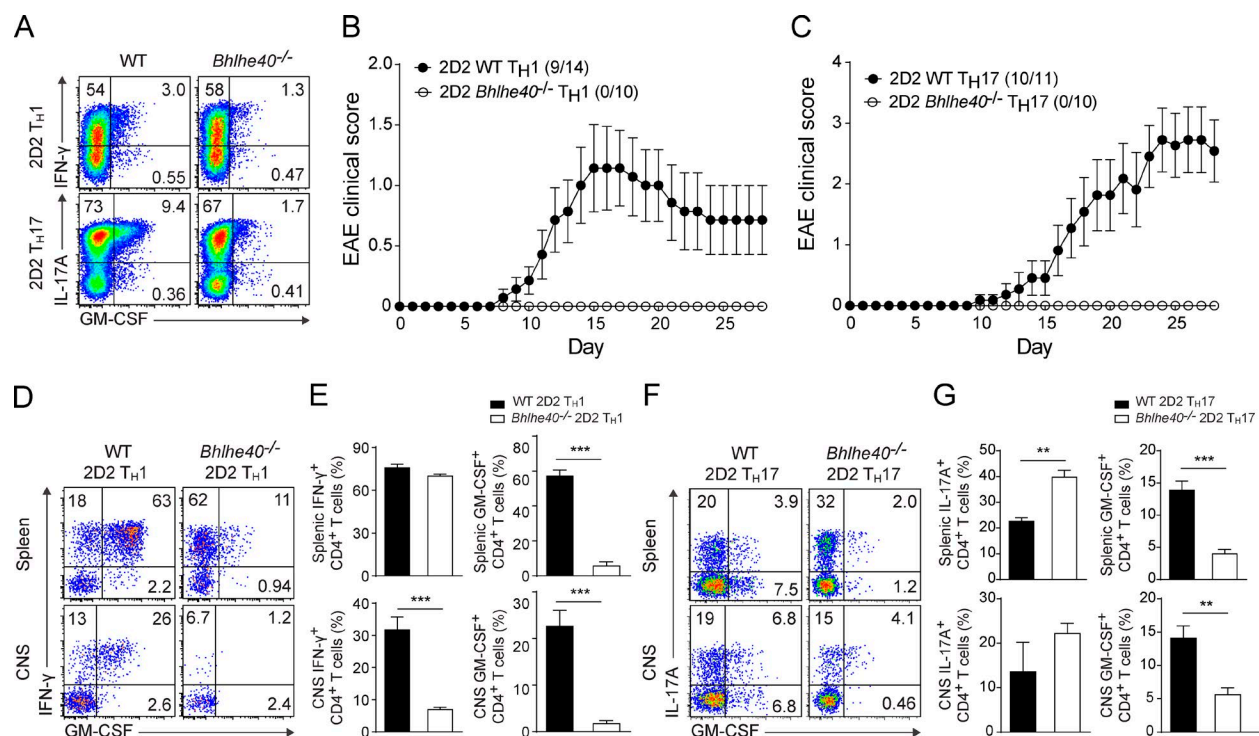 A
WT
Bhlhe40-/-
2D2 TH1
IFN-γ
54
3.0
0.55
58
1.3
0.47
2D2 TH17
IL-17A
73
9.4
0.36
67
1.7
0.41
GM-CSF
B
2D2 WT TH1 (9/14)
2D2 Bhlhe40-/- TH1 (0/10)
EAE clinical score
2.0
1.5
1.0
0.5
0
0 5 10 15 20 25
Day
C
2D2 WT TH17 (10/11)
2D2 Bhlhe40-/- TH17 (0/10)
EAE clinical score
4
3
2
1
0
0 5 10 15 20 25
Day
D
WT
2D2 TH1
Bhlhe40-/-
2D2 TH1
Spleen
18
63
2.2
62
11
0.94
CNS
IFN-γ
13
26
2.6
6.7
1.2
2.4
GM-CSF
E
WT 2D2 TH1
Bhlhe40-/- 2D2 TH1
Splenic IFN-γ+
CD4+ T cells (%)
90
60
30
0
Splenic GM-CSF+
CD4+ T cells (%)
90
60
30
0
***
CNS IFN-γ+
CD4+ T cells (%)
40
30
20
10
0
***
CNS GM-CSF+
CD4+ T cells (%)
30
20
10
0
***
F
WT
2D2 TH17
Bhlhe40-/-
2D2 TH17
Spleen
20
3.9
7.5
32
2.0
1.2
CNS
IL-17A
19
6.8
6.8
15
4.1
0.46
GM-CSF
G
WT 2D2 TH17
Bhlhe40-/- 2D2 TH17
Splenic IL-17A+
CD4+ T cells (%)
50
40
30
20
10
0
**
Splenic GM-CSF+
CD4+ T cells (%)
20
15
10
5
0
***
CNS IL-17A+
CD4+ T cells (%)
30
20
10
0
CNS GM-CSF+
CD4+ T cells (%)
20
15
10
5
0
**